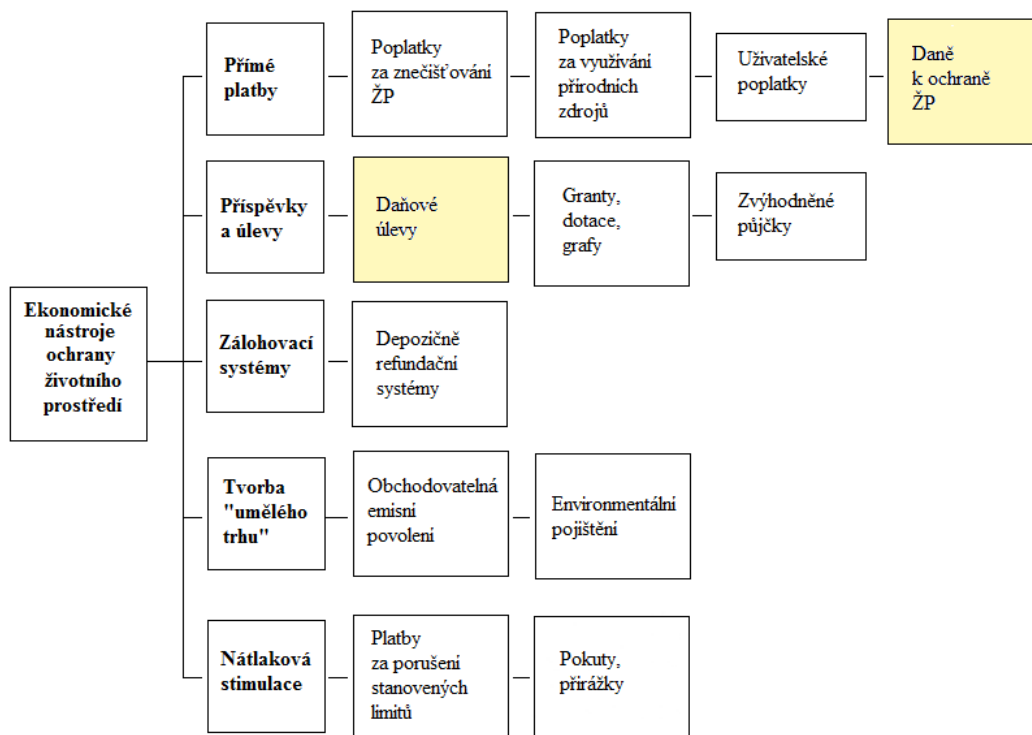 Přímé
platby
Poplatky
za znečišťování
ŽP
Poplatky
za využívání
přírodních
zdrojů
Uživatelské
poplatky
Daně
k ochraně
ŽP
Příspěvky
a úlevy
Daňové
úlevy
Granty,
dotace,
grafy
Zvýhodněné
půjčky
Ekonomické
nástroje
ochrany
životního
prostředí
Zálohovací
systémy
Depozičně
refundační
systémy
Tvorba
"umělého
trhu"
Obchodovatelná
emisní
povolení
Environmentální
pojištění
Nátlaková
stimulace
Platby
za porušení
stanovených
limitů
Pokuty,
přirážky